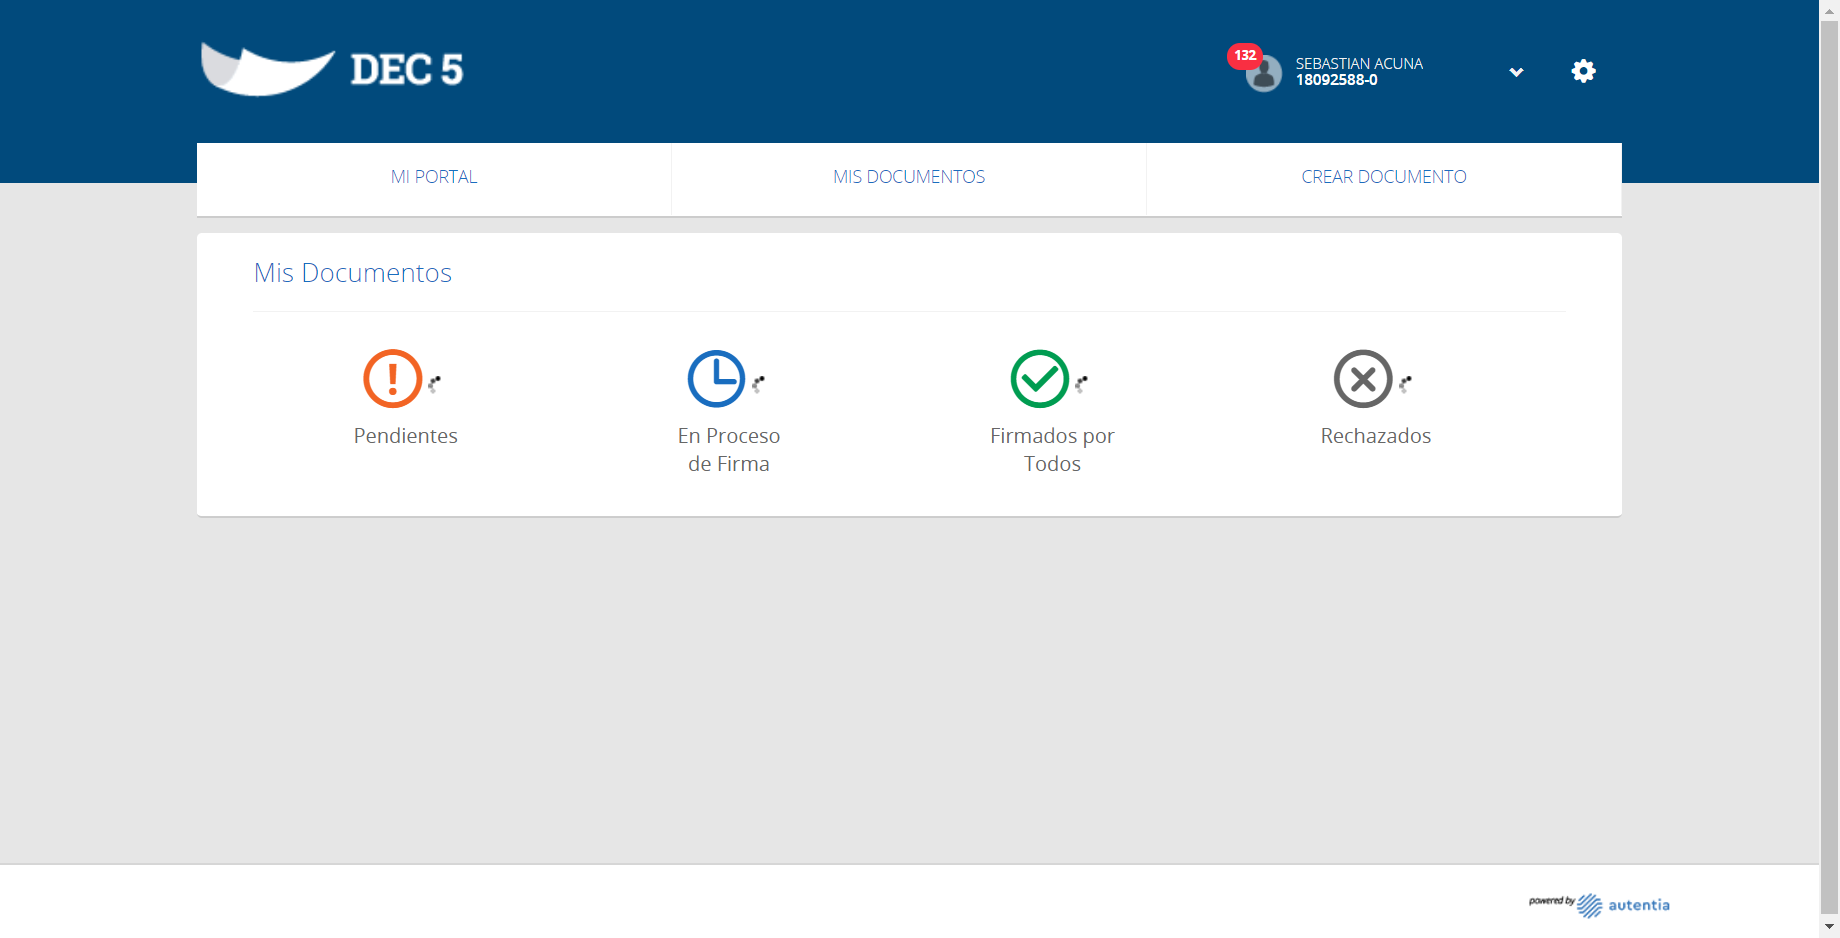 DEC 5
132
SEBASTIAN ACUNA
18092588-0
MI PORTAL
MIS DOCUMENTOS
CREAR DOCUMENTO
Mis Documentos
Pendientes
En Proceso
de Firma
Firmados por
Todos
Rechazados
powered by autentia